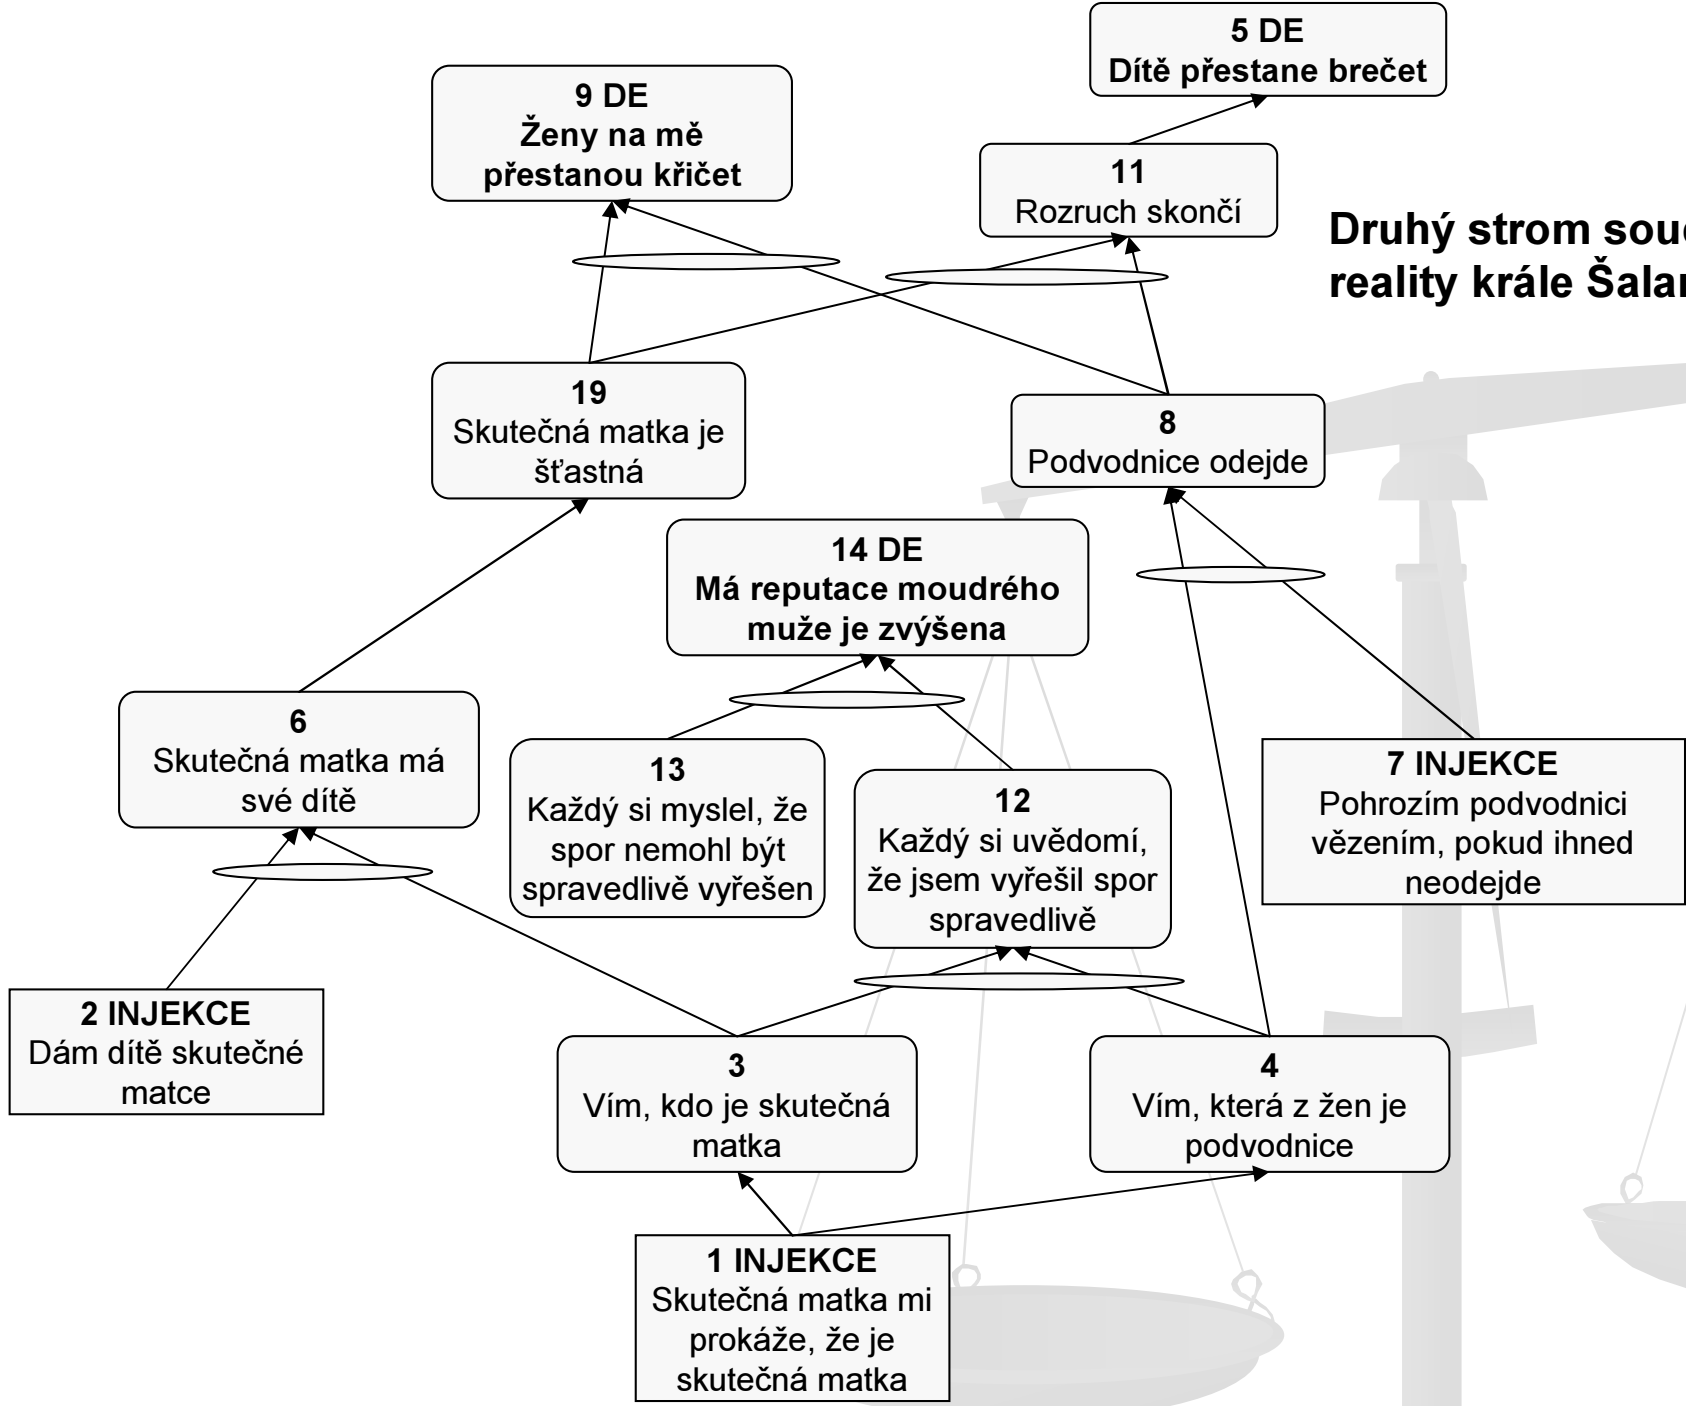 5 DE
Dítě přestane brečet
9 DE
Ženy na mě
přestanou křičet
11
Rozruch skončí
Druhý strom
reality krále
19
Skutečná matka je
šťastná
8
Podvodnice odejde
14 DE
Má reputace moudrého
muže je zvýšena
6
Skutečná matka má
své dítě
13
Každý si myslel, že
spor nemohl být
spravedlivě vyřešen
12
Každý si uvědomí,
že jsem vyřešil spor
spravedlivě
7 INJEKCE
Pohrozím podvodnici
vězením, pokud ihned
neodejde
2 INJEKCE
Dám dítě skutečné
matce
3
Vím, kdo je skutečná
matka
4
Vím, která z žen je
podvodnice
1 INJEKCE
Skutečná matka mi
prokáže, že je
skutečná matka